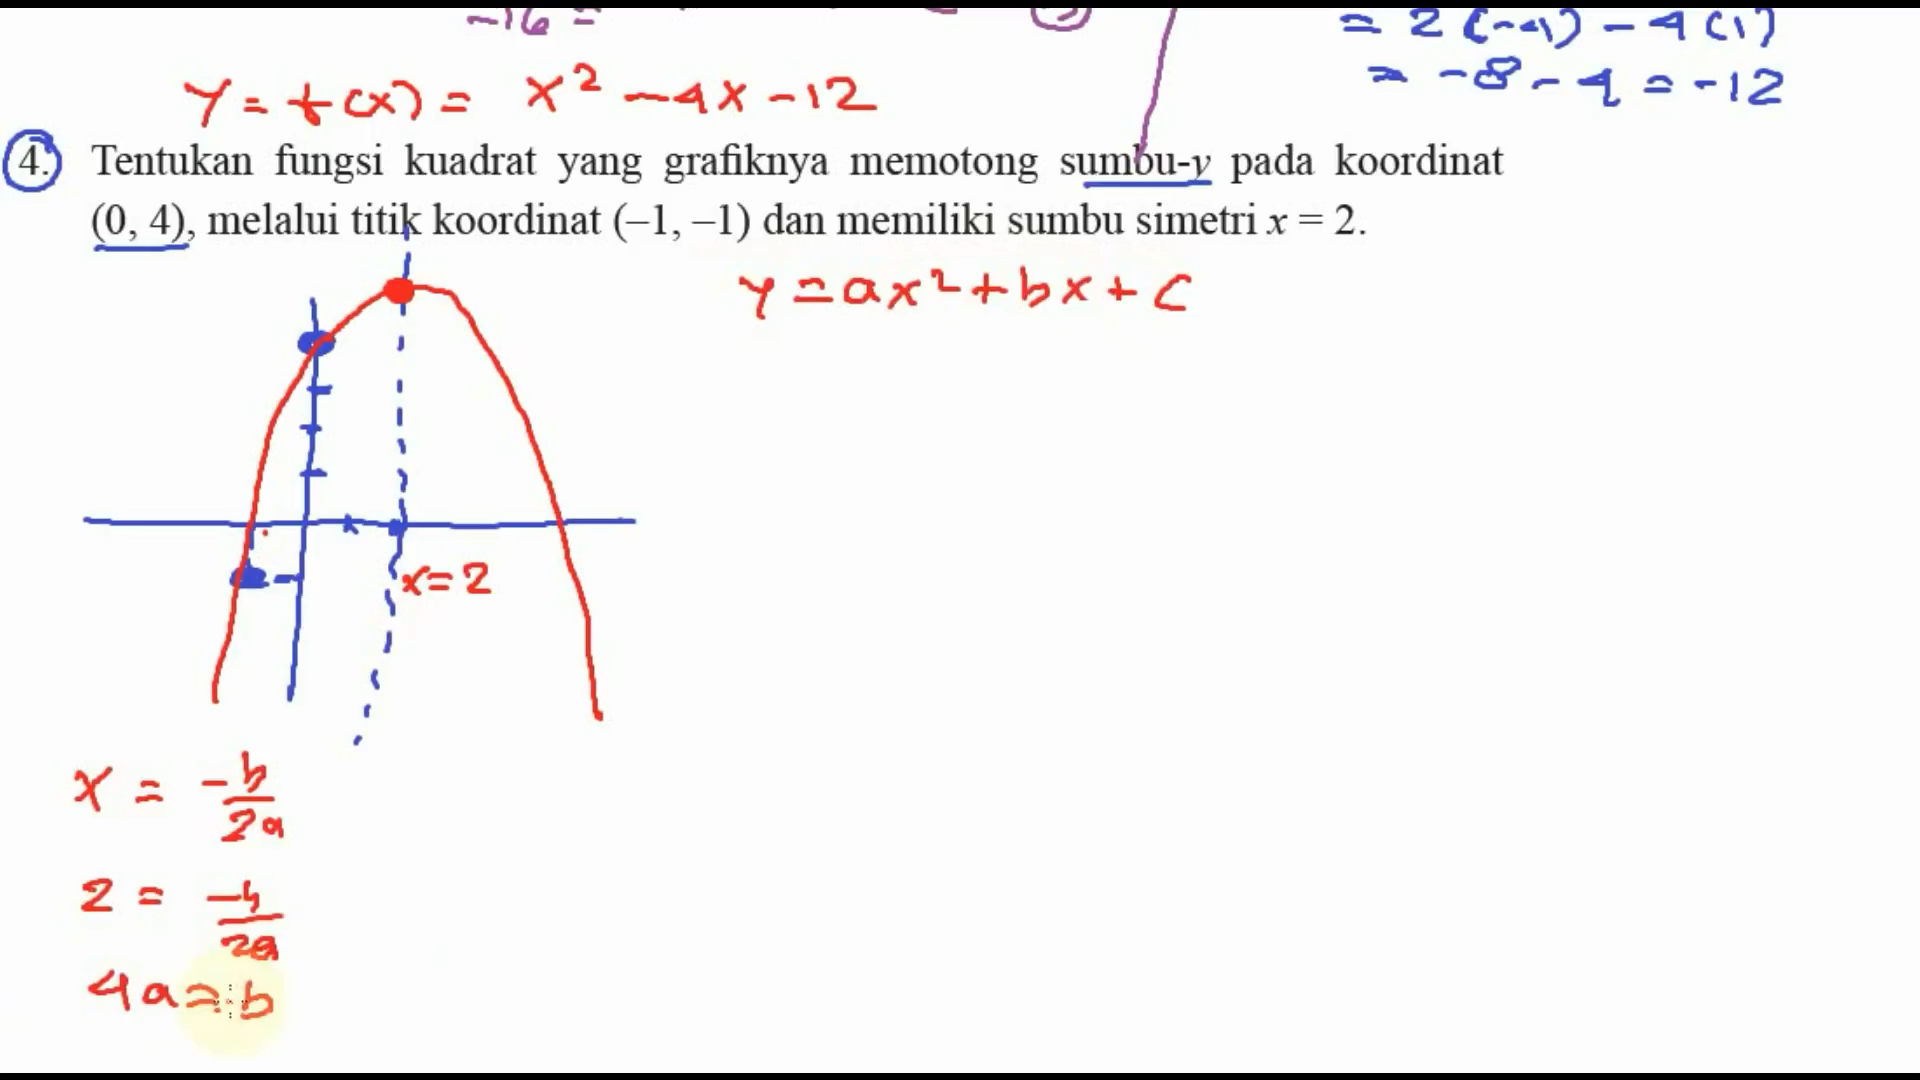 -16 =
= 2 (-4) - 4 (1)
= -8 - 4 = -12
y = f(x) = x² - 4x - 12
4. Tentukan fungsi kuadrat yang grafiknya memotong sumbu-y pada koordinat
(0, 4), melalui titik koordinat (–1, –1) dan memiliki sumbu simetri x = 2.
y = ax² + bx + c
x = 2
x = -b/2a
2 = -b/2a
4a = b